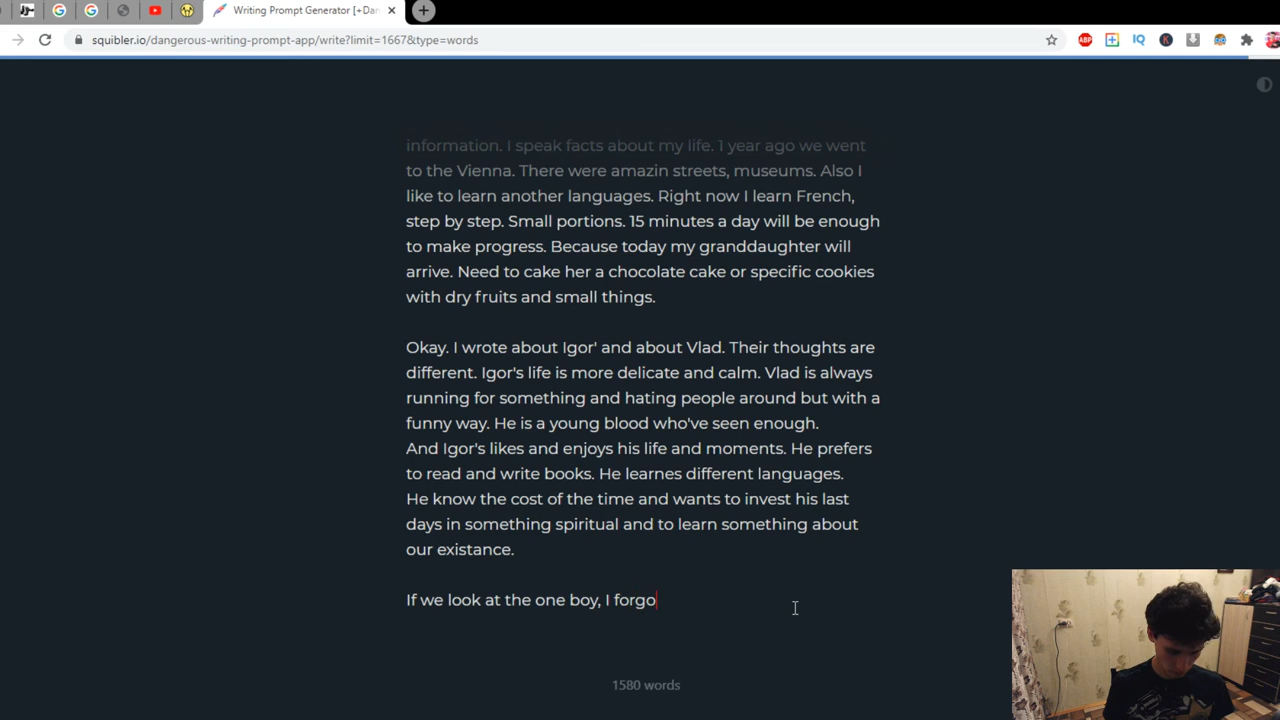 Writing Prompt Generator [+Dan
squibler.io/dangerous-writing-prompt-app/write?limit=1667&type=words
ABP
IQ
K
information. I speak facts about my life. 1 year ago we went
to the Vienna. There were amazin streets, museums. Also I
like to learn another languages. Right now I learn French,
step by step. Small portions. 15 minutes a day will be enough
to make progress. Because today my granddaughter will
arrive. Need to cake her a chocolate cake or specific cookies
with dry fruits and small things.
Okay. I wrote about Igor' and about Vlad. Their thoughts are
different. Igor's life is more delicate and calm. Vlad is always
running for something and hating people around but with a
funny way. He is a young blood who've seen enough.
And Igor's likes and enjoys his life and moments. He prefers
to read and write books. He learnes different languages.
He know the cost of the time and wants to invest his last
days in something spiritual and to learn something about
our existance.
If we look at the one boy, I forgo
1580 words